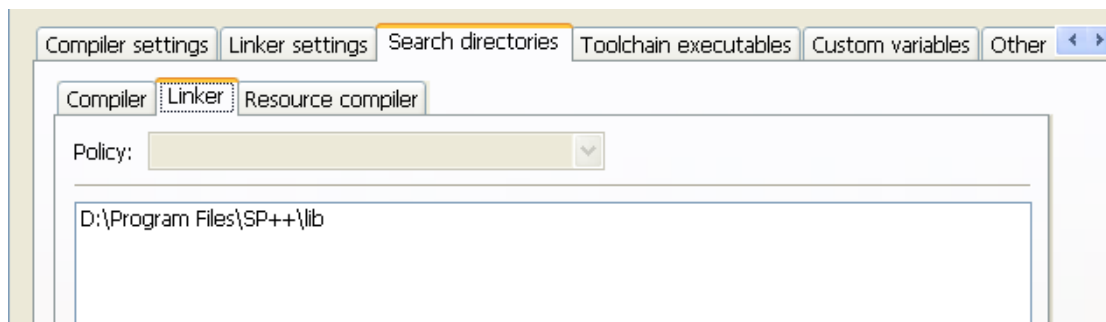 Compiler settings Linker settings Search directories Toolchain executables Custom variables Other
Compiler Linker Resource compiler
Policy:
D:\Program Files\SP++\lib